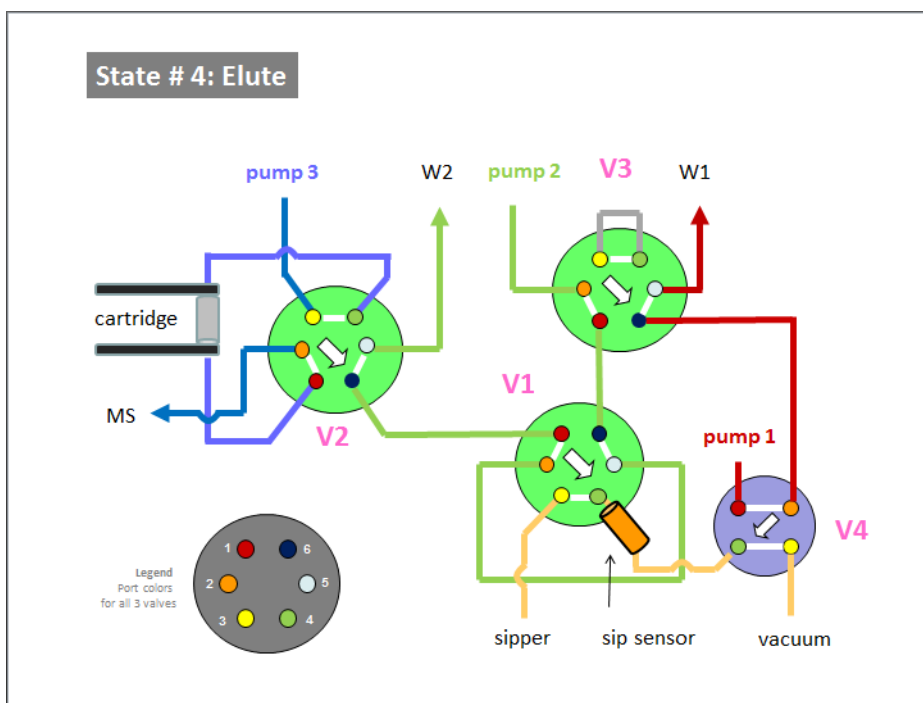 State # 4: Elute
pump 3
W2
pump 2
V3
W1
cartridge
MS
V2
V1
pump 1
V4
1
6
Legend
Port colors
for all 3 valves
2
5
3
4
sipper
sip sensor
vacuum